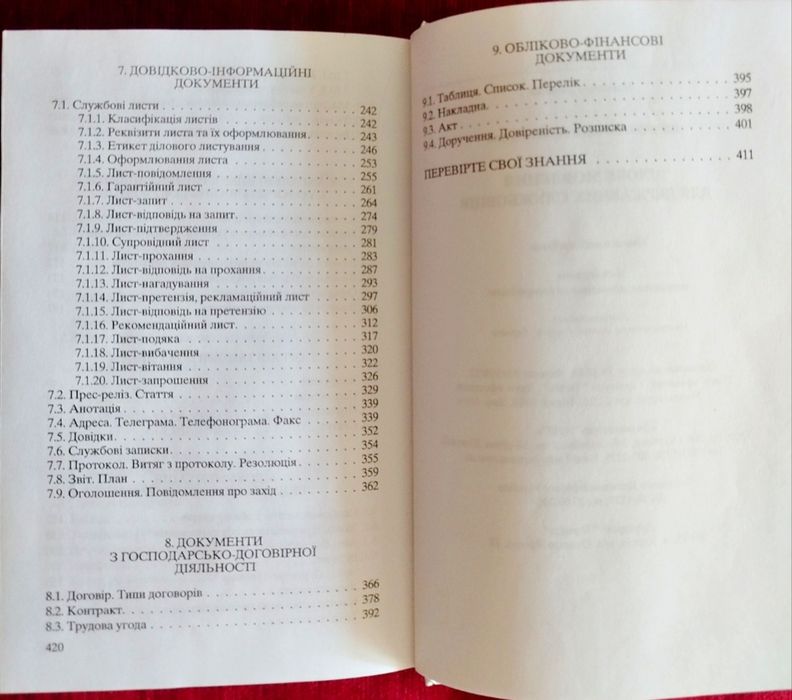 7. ДОВІДКОВО-ІНФОРМАЦІЙНІ
ДОКУМЕНТИ
7.1. Службові листи . . . . . . . . . . . . . . . . . . . . 242
7.1.1. Класифікація листів . . . . . . . . . . . . . . 242
7.1.2. Реквізити листа та їх оформлювання . . . . . 243
7.1.3. Етикет ділового листування . . . . . . . . . . 246
7.1.4. Оформлювання листа . . . . . . . . . . . . . 253
7.1.5. Лист-повідомлення . . . . . . . . . . . . . . 255
7.1.6. Гарантійний лист . . . . . . . . . . . . . . . 261
7.1.7. Лист-запит . . . . . . . . . . . . . . . . . . 264
7.1.8. Лист-відповідь на запит . . . . . . . . . . . . 274
7.1.9. Лист-підтвердження . . . . . . . . . . . . . . 279
7.1.10. Супровідний лист . . . . . . . . . . . . . . 281
7.1.11. Лист-прохання . . . . . . . . . . . . . . . . 283
7.1.12. Лист-відповідь на прохання . . . . . . . . . . 287
7.1.13. Лист-нагадування . . . . . . . . . . . . . . 293
7.1.14. Лист-претензія, рекламаційний лист . . . . . 297
7.1.15. Лист-відповідь на претензію . . . . . . . . . 306
7.1.16. Рекомендаційний лист . . . . . . . . . . . . 312
7.1.17. Лист-подяка . . . . . . . . . . . . . . . . . 317
7.1.18. Лист-вибачення . . . . . . . . . . . . . . . 320
7.1.19. Лист-вітання . . . . . . . . . . . . . . . . . 322
7.1.20. Лист-запрошення . . . . . . . . . . . . . . . 326
7.2. Прес-реліз. Стаття . . . . . . . . . . . . . . . . . 329
7.3. Анотація . . . . . . . . . . . . . . . . . . . . . . 339
7.4. Адреса. Телеграма. Телефонограма. Факс . . . . . . 339
7.5. Довідки . . . . . . . . . . . . . . . . . . . . . . 352
7.6. Службові записки . . . . . . . . . . . . . . . . . . 354
7.7. Протокол. Витяг з протоколу. Резолюція . . . . . . 355
7.8. Звіт. План . . . . . . . . . . . . . . . . . . . . . 359
7.9. Оголошення. Повідомлення про захід . . . . . . . . 362
8. ДОКУМЕНТИ
З ГОСПОДАРСЬКО-ДОГОВІРНОЇ
ДІЯЛЬНОСТІ
8.1. Договір. Типи договорів . . . . . . . . . . . . . . 366
8.2. Контракт . . . . . . . . . . . . . . . . . . . . . . 378
8.3. Трудова угода . . . . . . . . . . . . . . . . . . . 392
420
9. ОБЛІКОВО-ФІНАНСОВІ
ДОКУМЕНТИ
9.1. Таблиця. Список. Перелік . . . . . . . . . . . . . 395
9.2. Накладна . . . . . . . . . . . . . . . . . . . . . . 397
9.3. Акт . . . . . . . . . . . . . . . . . . . . . . . . 398
9.4. Доручення. Довіреність. Розписка . . . . . . . . . 401
ПЕРЕВІРТЕ СВОЇ ЗНАННЯ . . . . . . . . . . . . . . 411